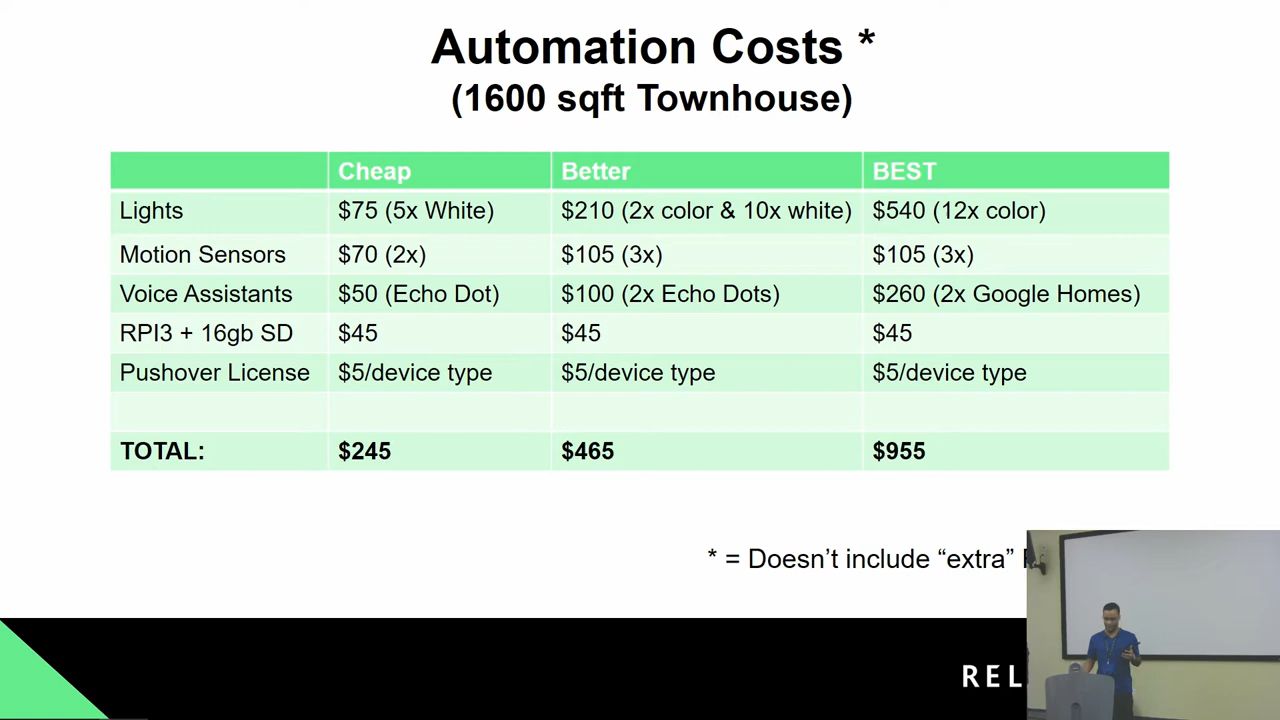 Automation Costs *
(1600 sqft Townhouse)
Cheap Better BEST
Lights $75 (5x White) $210 (2x color & 10x white) $540 (12x color)
Motion Sensors $70 (2x) $105 (3x) $105 (3x)
Voice Assistants $50 (Echo Dot) $100 (2x Echo Dots) $260 (2x Google Homes)
RPI3 + 16gb SD $45 $45 $45
Pushover License $5/device type $5/device type $5/device type
TOTAL: $245 $465 $955
* = Doesn’t include “extra”